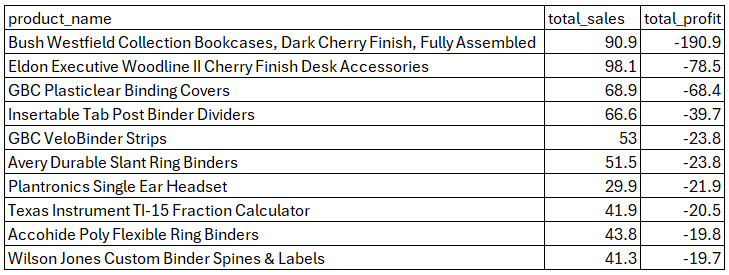 product_name total_sales total_profit
Bush Westfield Collection Bookcases, Dark Cherry Finish, Fully Assembled 90.9 -190.9
Eldon Executive Woodline II Cherry Finish Desk Accessories 98.1 -78.5
GBC Plasticlear Binding Covers 68.9 -68.4
Insertable Tab Post Binder Dividers 66.6 -39.7
GBC VeloBinder Strips 53 -23.8
Avery Durable Slant Ring Binders 51.5 -23.8
Plantronics Single Ear Headset 29.9 -21.9
Texas Instrument TI-15 Fraction Calculator 41.9 -20.5
Accohide Poly Flexible Ring Binders 43.8 -19.8
Wilson Jones Custom Binder Spines & Labels 41.3 -19.7